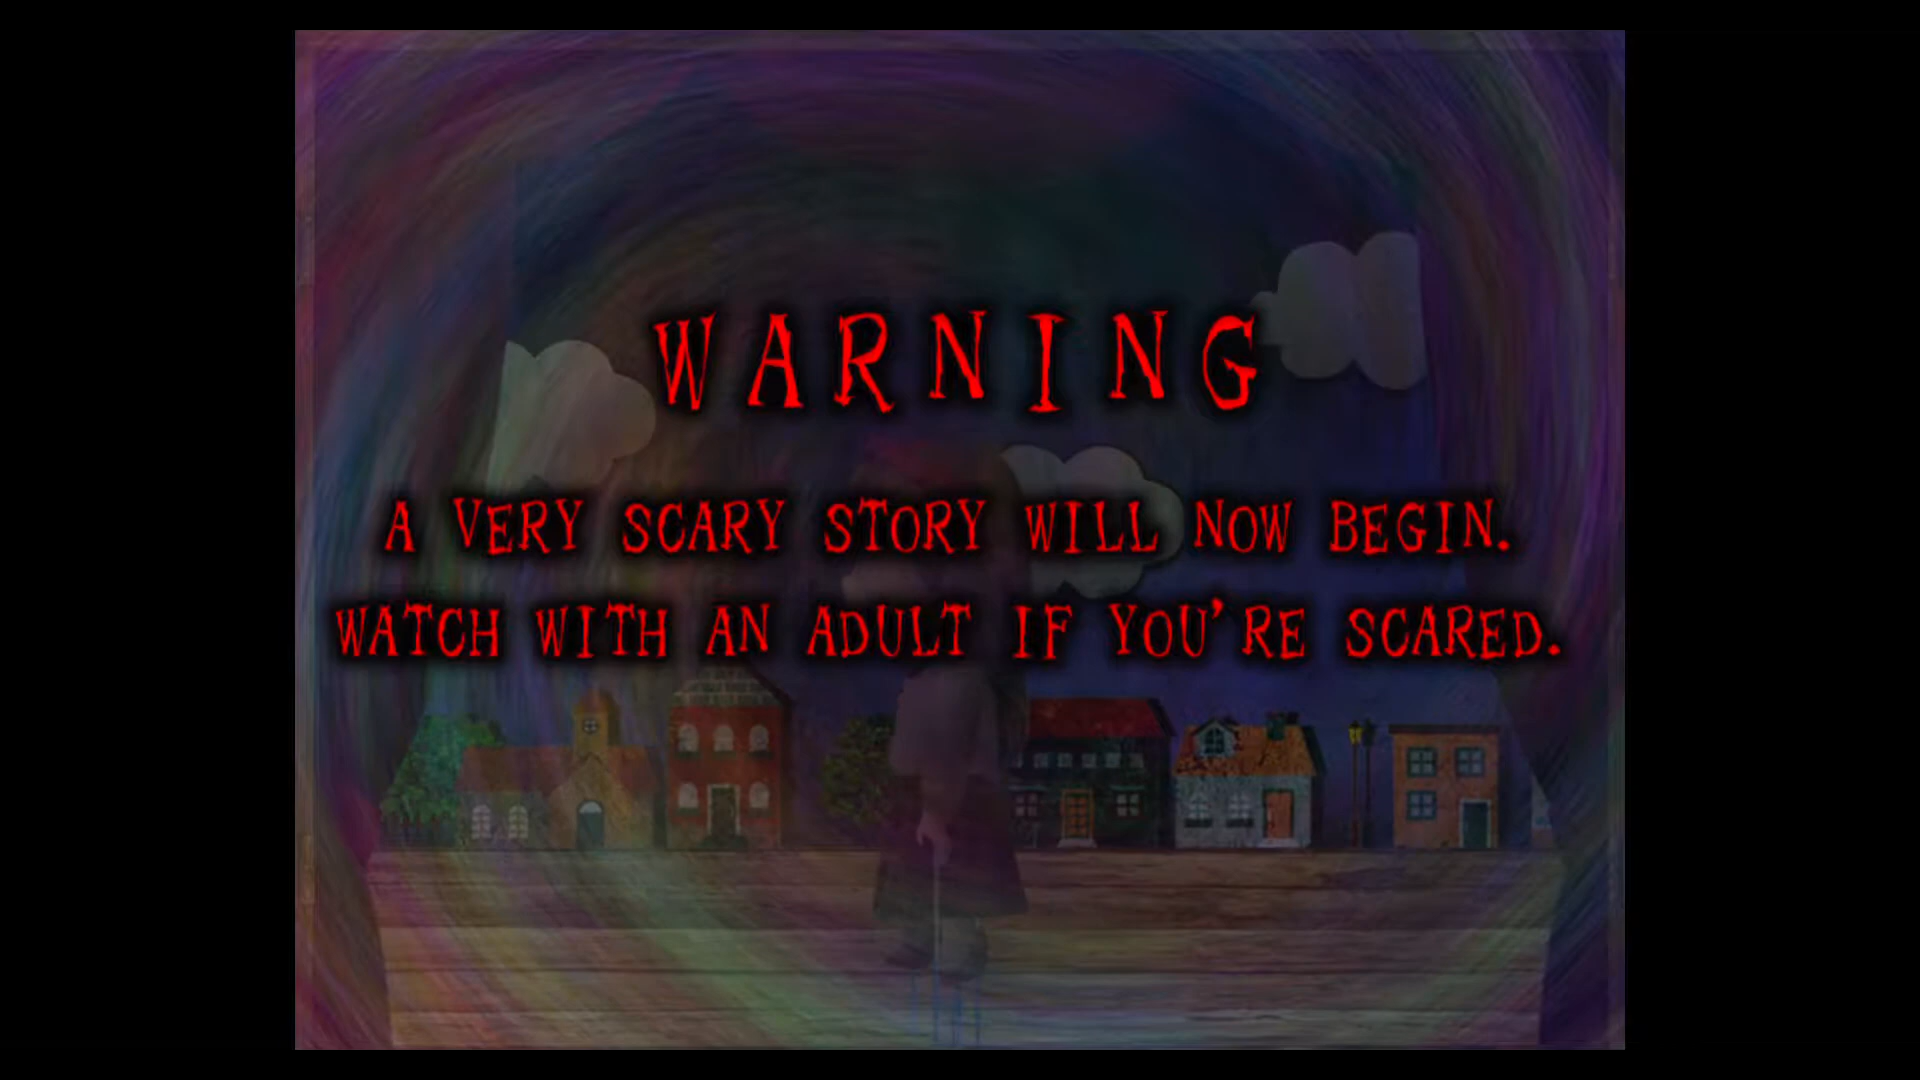 WARNING
A VERY SCARY STORY WILL NOW BEGIN.
WATCH WITH AN ADULT IF YOU'RE SCARED.